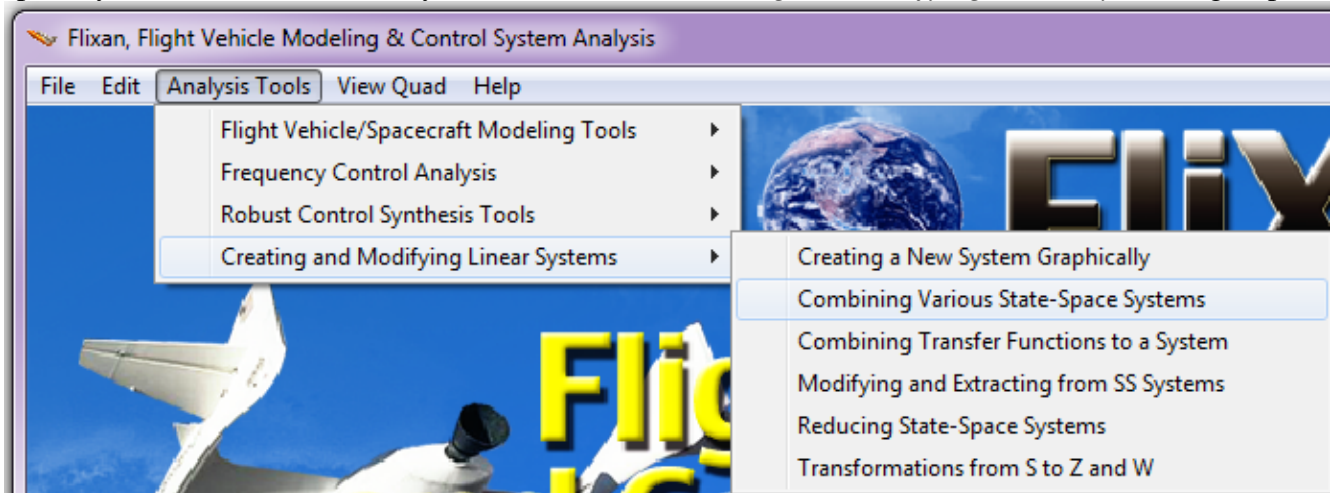 Flixan, Flight Vehicle Modeling & Control System Analysis
File Edit Analysis Tools View Quad Help
Flight Vehicle/Spacecraft Modeling Tools
Frequency Control Analysis
Robust Control Synthesis Tools
Creating and Modifying Linear Systems
Creating a New System Graphically
Combining Various State-Space Systems
Combining Transfer Functions to a System
Modifying and Extracting from SS Systems
Reducing State-Space Systems
Transformations from S to Z and W
FliX
Flig